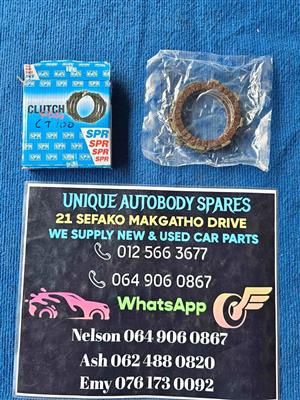 CLUTCH
CT100
SPR
SPR
SPR
SPR
UNIQUE AUTOBODY SPARES
21 SEFAKO MAKGATHO DRIVE
WE SUPPLY NEW & USED CAR PARTS
012 566 3677
064 906 0867
WhatsApp
Nelson 064 906 0867
Ash 062 488 0820
Emy 076 173 0092